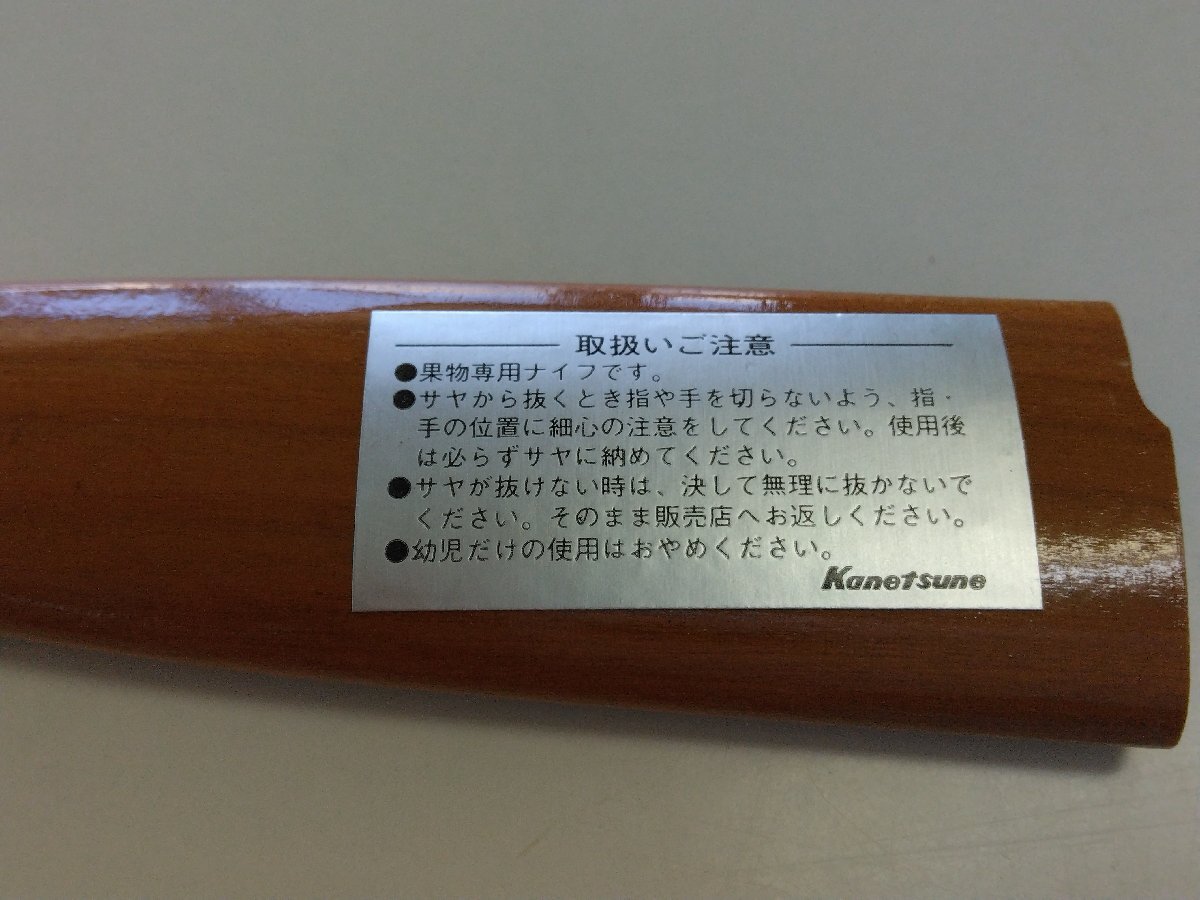 取扱いご注意
●果物専用ナイフです。
●サヤから抜くとき指や手を切らないよう、指・
手の位置に細心の注意をしてください。使用後
は必らずサヤに納めてください。
●サヤが抜けない時は、決して無理に抜かないで
ください。そのまま販売店へお返しください。
●幼児だけの使用はおやめください。
Kanetsune